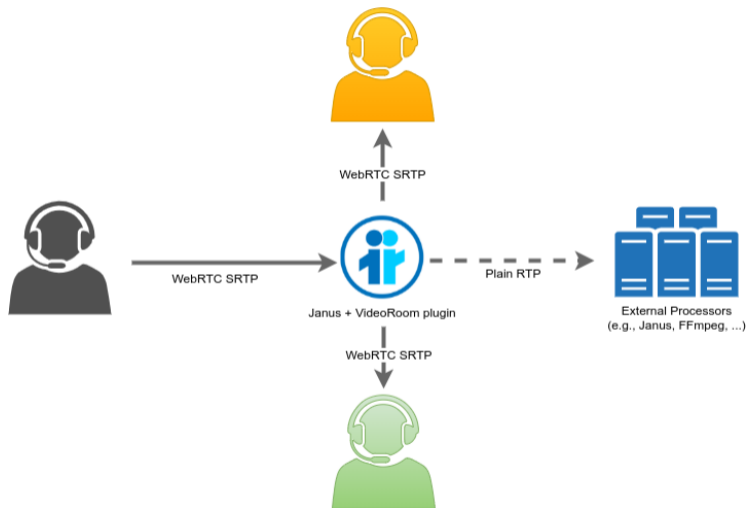 WebRTC SRTP
WebRTC SRTP
Plain RTP
Janus + VideoRoom plugin
External Processors
(e.g., Janus, FFmpeg, ...)
WebRTC SRTP